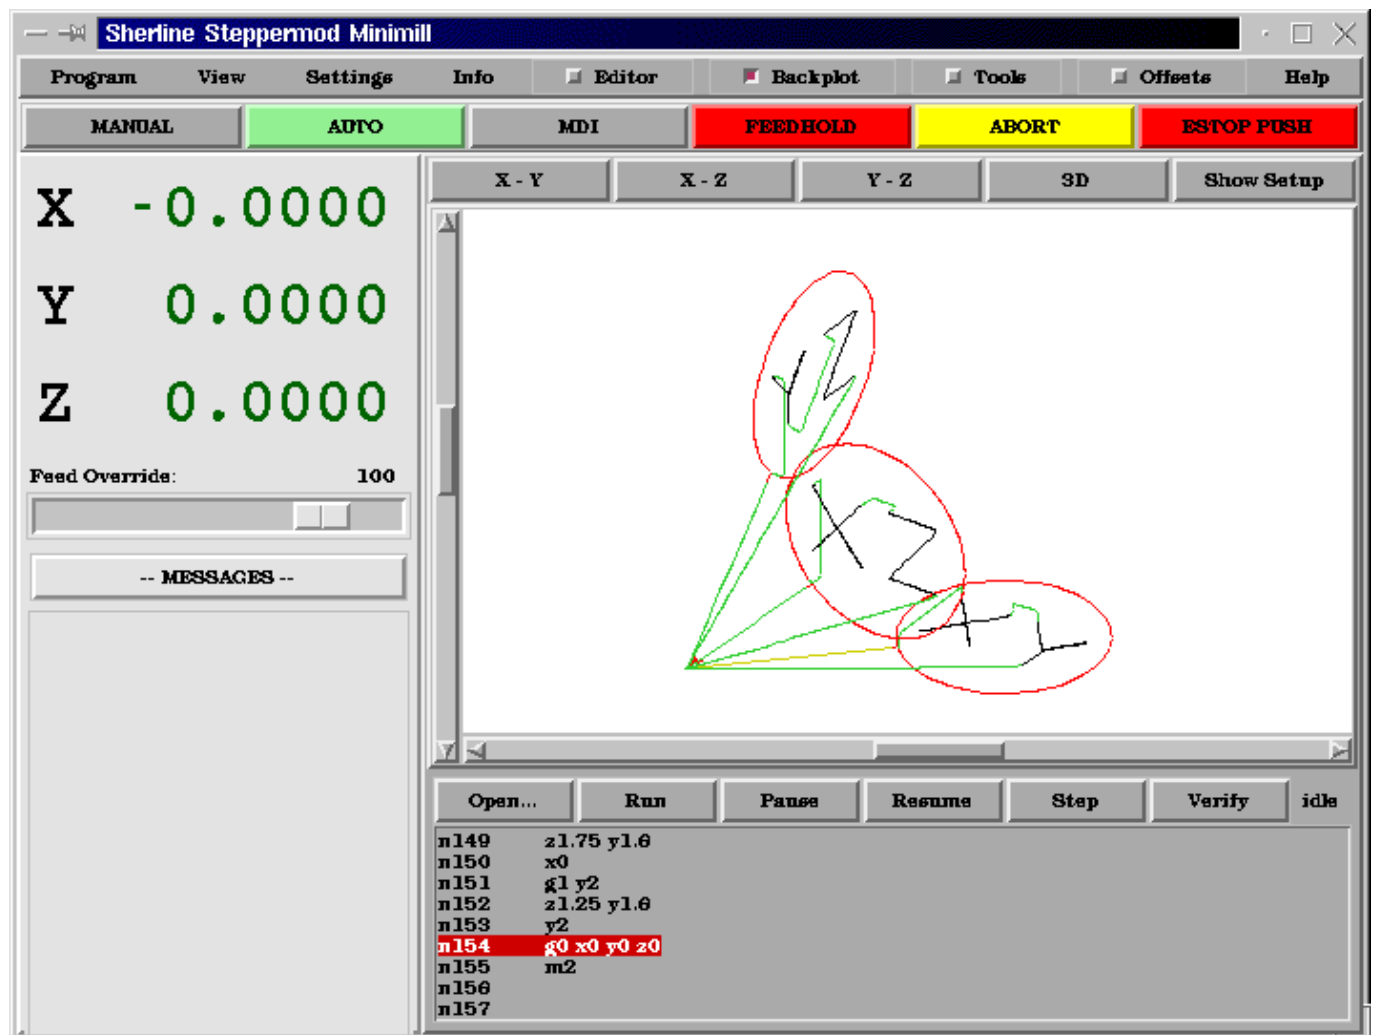 Sherline Steppermod Minimill
Program View Settings Info Editor Backplot Tools Offsets Help
MANUAL AUTO MDI FEEDHOLD ABORT ESTOP PUSH
X - Y X - Z Y - Z 3D Show Setup
X -0.0000
Y 0.0000
Z 0.0000
Feed Override: 100
-- MESSAGES --
Y Z
X Z
X Y
Open... Run Pause Resume Step Verify idle
n149 z1.75 y1.6
n150 x0
n151 g1 y2
n152 z1.25 y1.6
n153 y2
n154 g0 x0 y0 z0
n155 m2
n156
n157